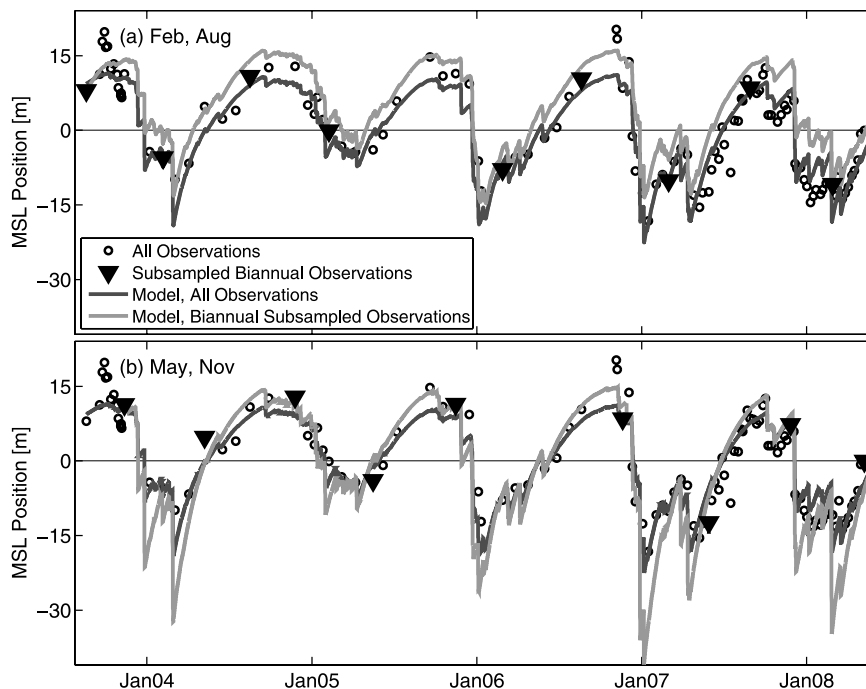 (a) Feb, Aug
15
0
−15
−30
MSL Position [m]
All Observations
Subsampled Biannual Observations
Model, All Observations
Model, Biannual Subsampled Observations
(b) May, Nov
15
0
−15
−30
MSL Position [m]
Jan04 Jan05 Jan06 Jan07 Jan08